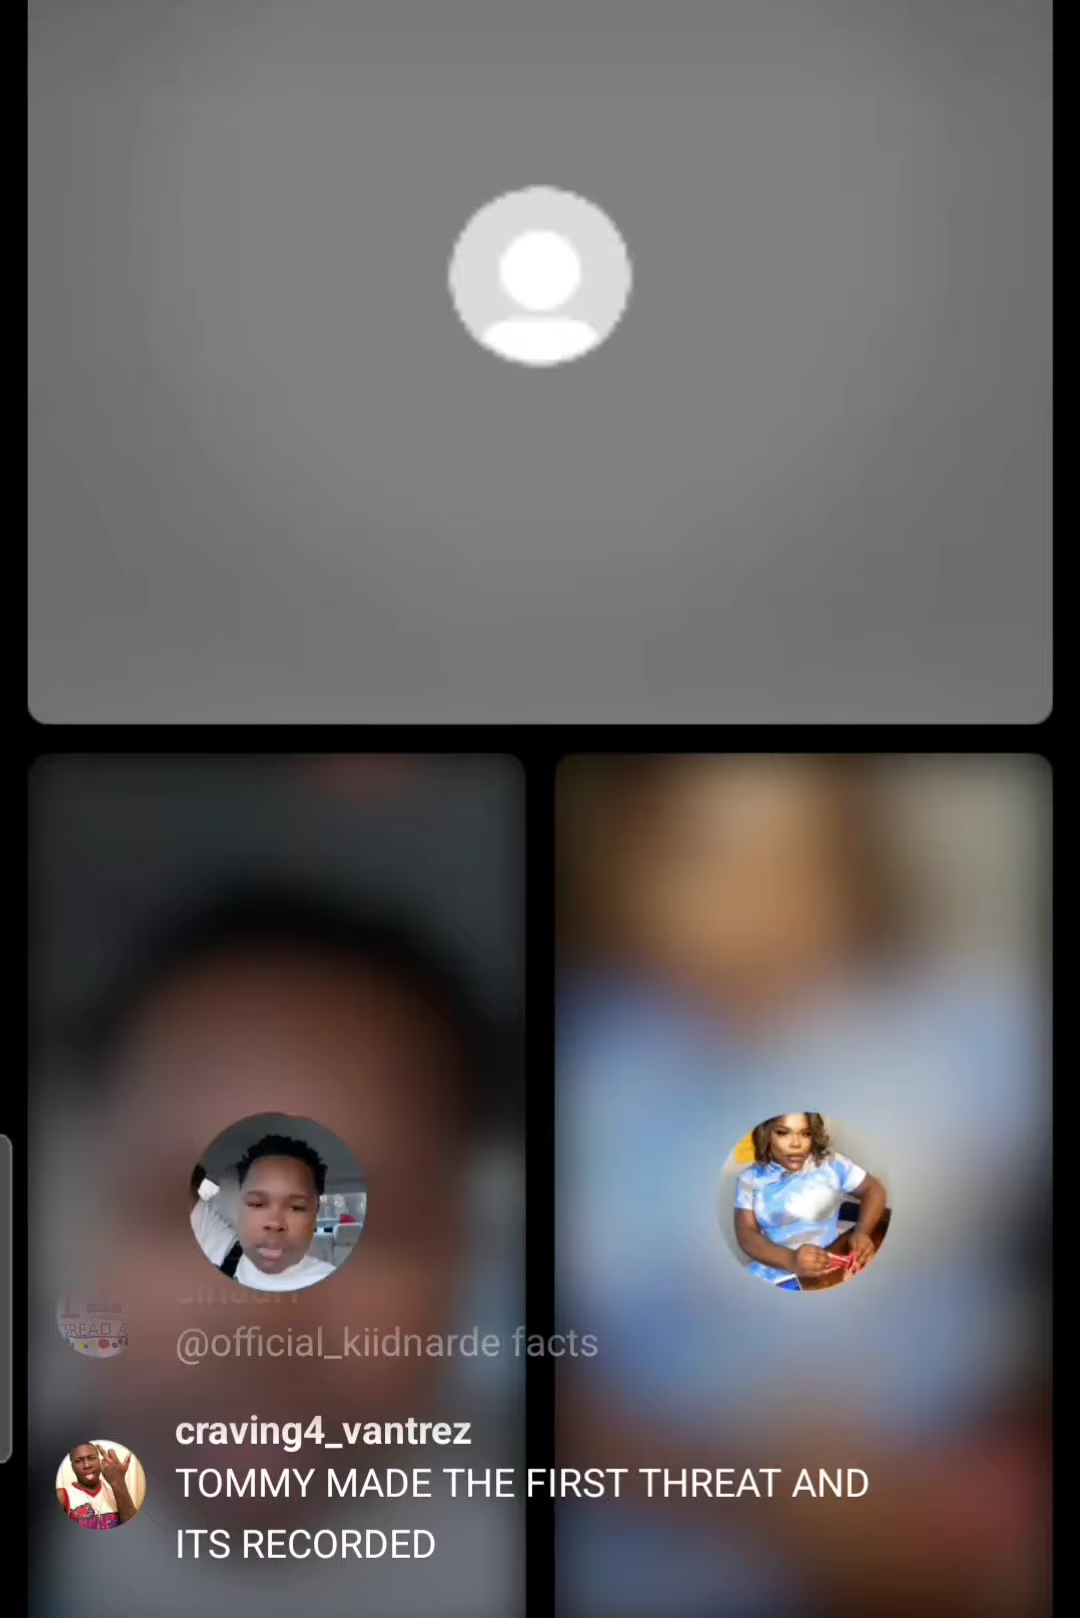 @official_kiidnarde facts
craving4_vantrez
TOMMY MADE THE FIRST THREAT AND
ITS RECORDED